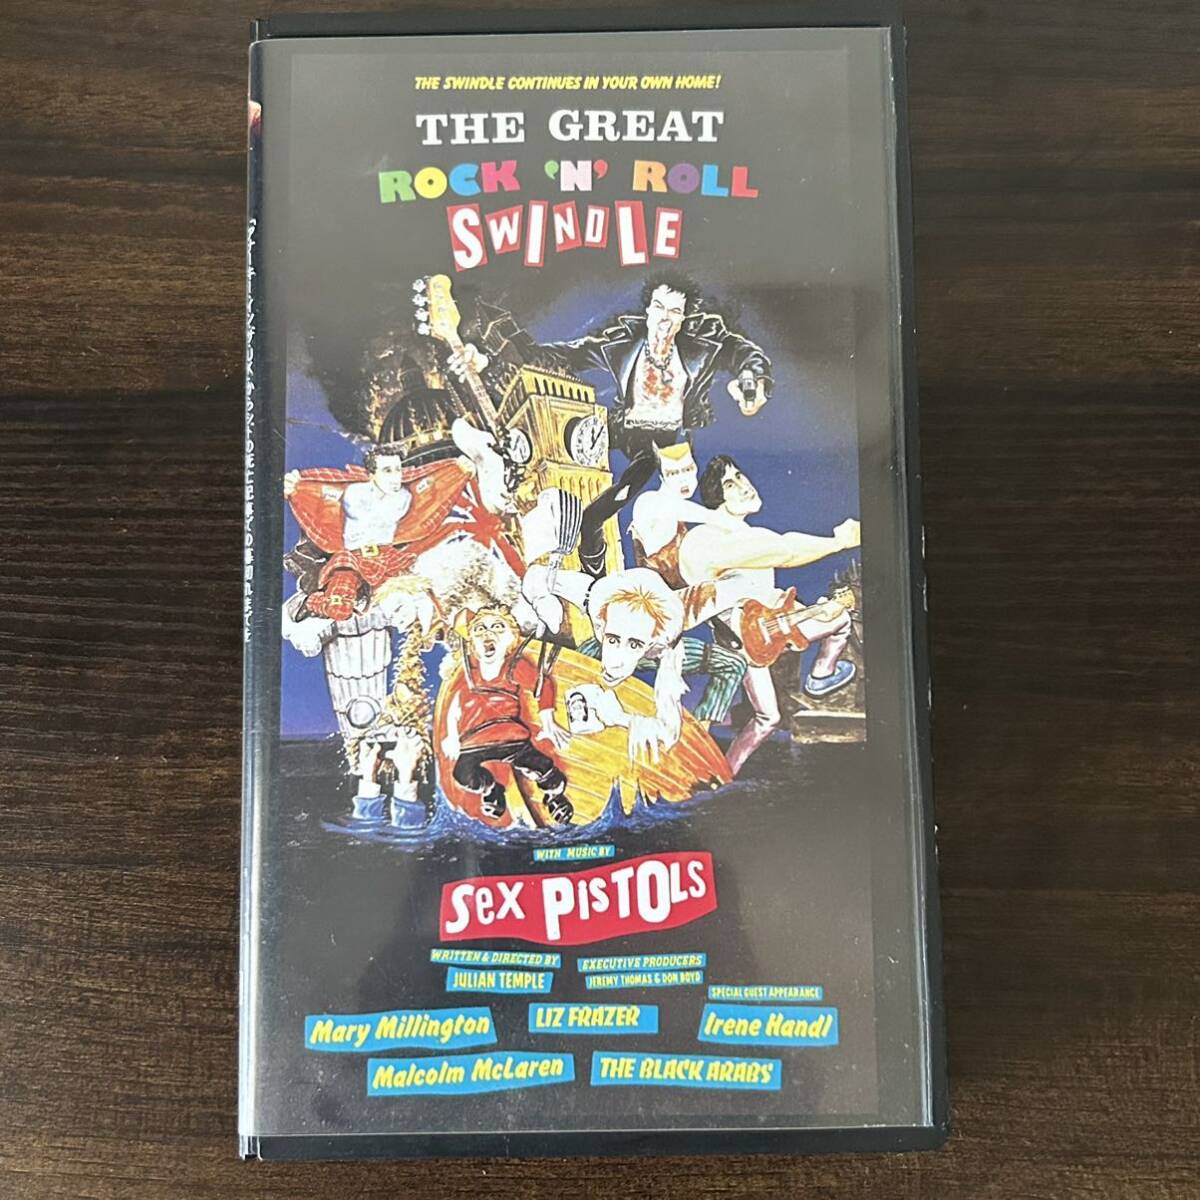 THE SWINDLE CONTINUES IN YOUR OWN HOME!
THE GREAT
ROCK 'N' ROLL
SWINDLE
WITH MUSIC BY
SEX PISTOLS
WRITTEN & DIRECTED BY
JULIAN TEMPLE
EXECUTIVE PRODUCERS
JEREMY THOMAS & DON BOYD
SPECIAL GUEST APPEARANCE
Mary Millington
LIZ FRAZER
Irene Handl
Malcolm McLaren
THE BLACK ARABS